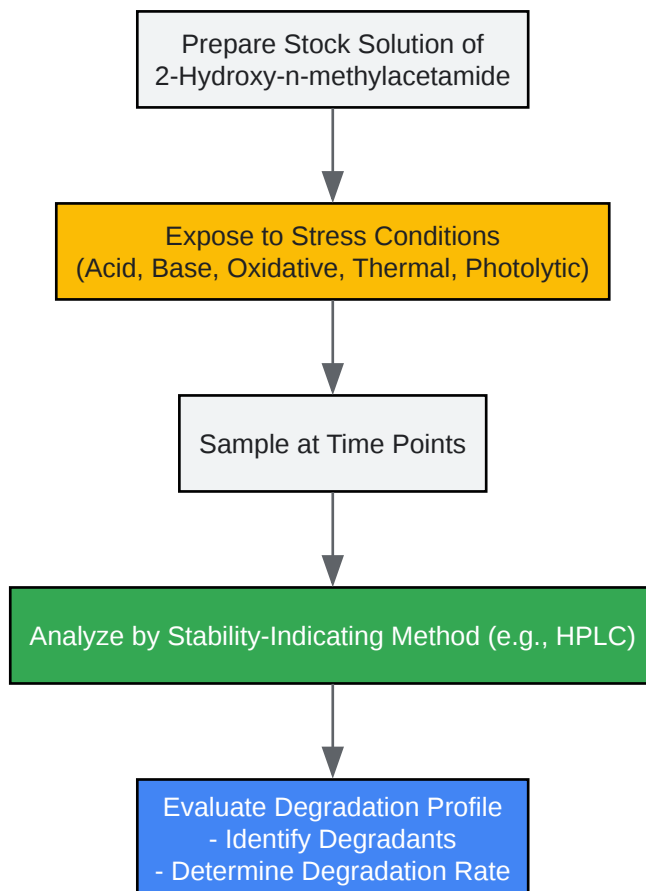 Prepare Stock Solution of
2-Hydroxy-n-methylacetamide
Expose to Stress Conditions
(Acid, Base, Oxidative, Thermal, Photolytic)
Sample at Time Points
Analyze by Stability-Indicating Method (e.g., HPLC)
Evaluate Degradation Profile
- Identify Degradants
- Determine Degradation Rate